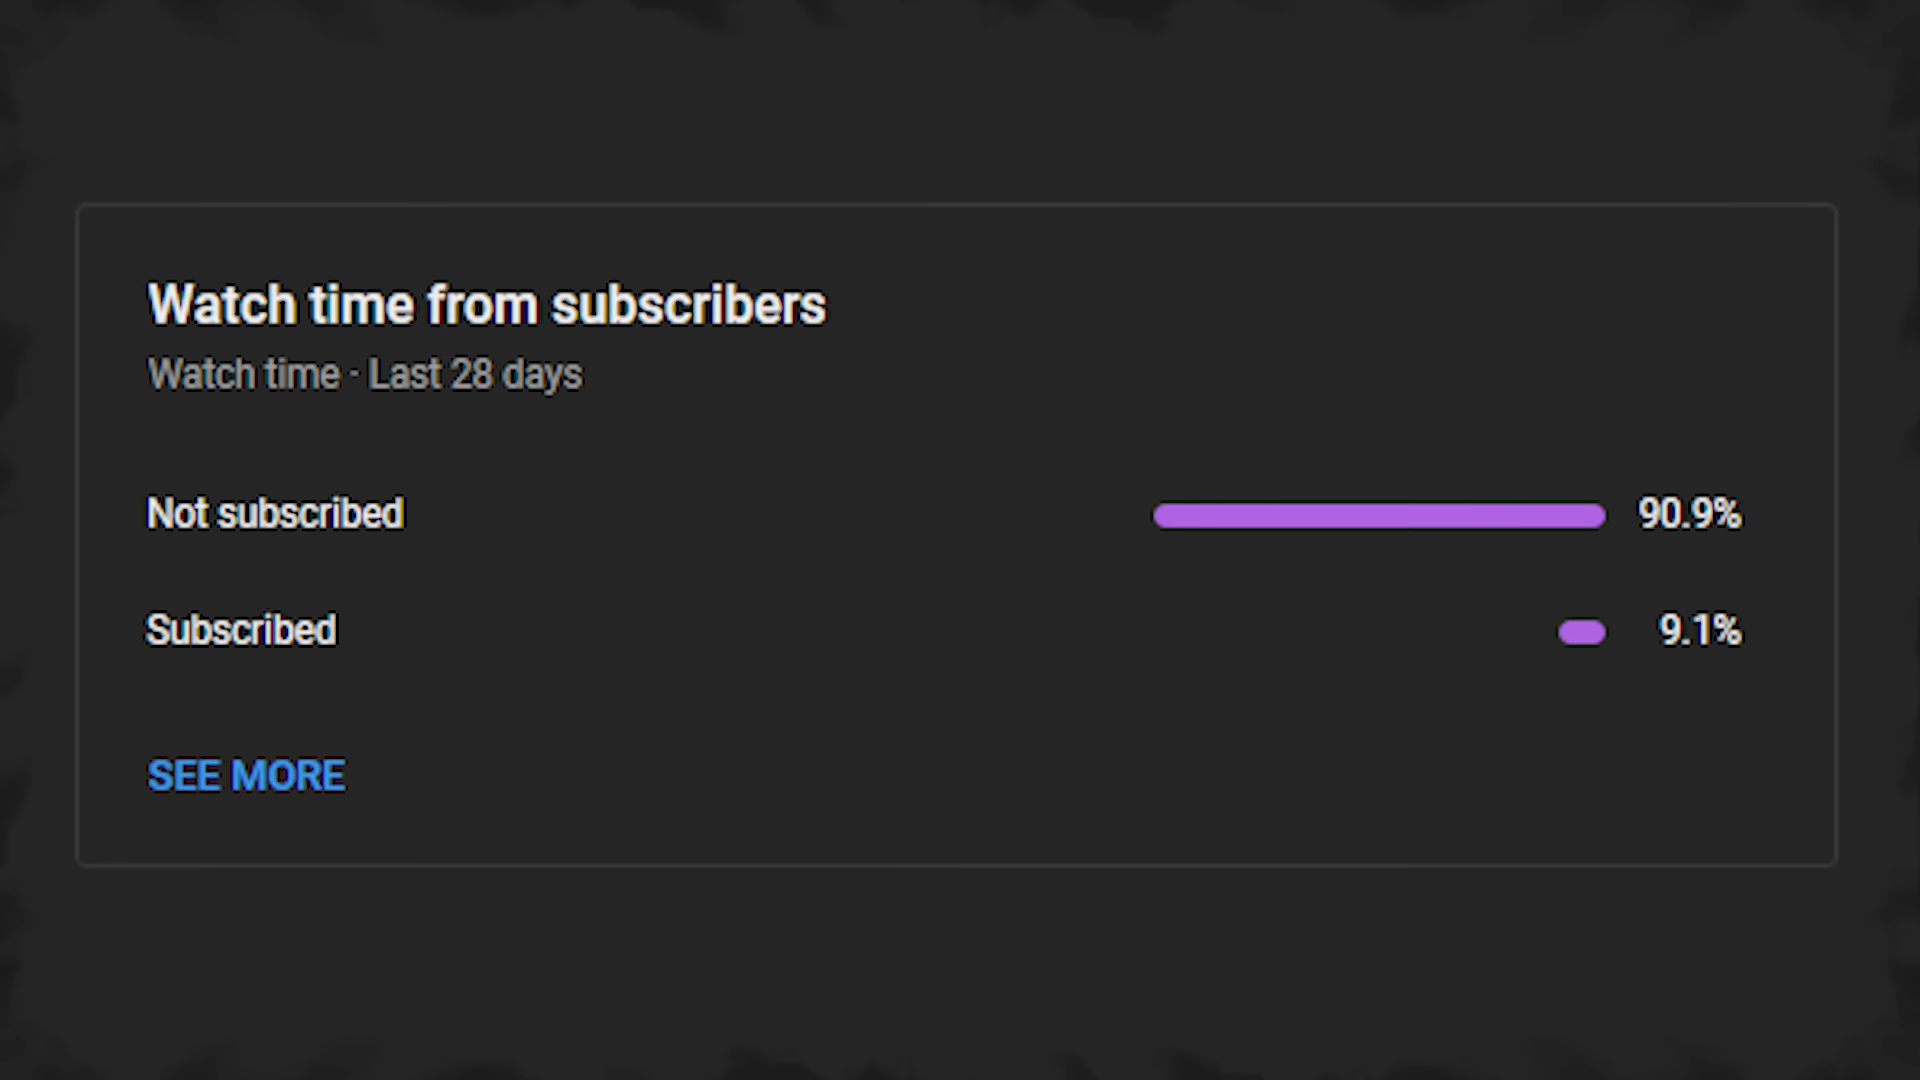 Watch time from subscribers
Watch time · Last 28 days
Not subscribed 90.9%
Subscribed 9.1%
SEE MORE